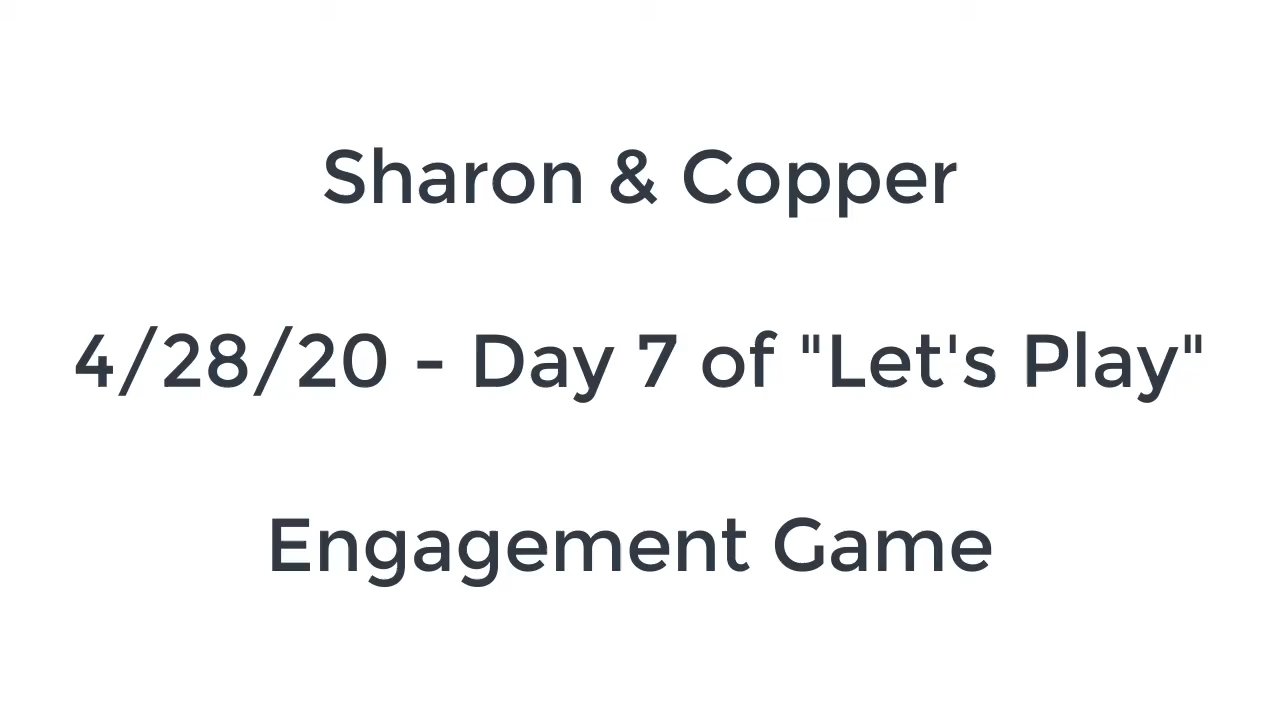 Sharon & Copper
4/28/20 - Day 7 of "Let's Play"
Engagement Game